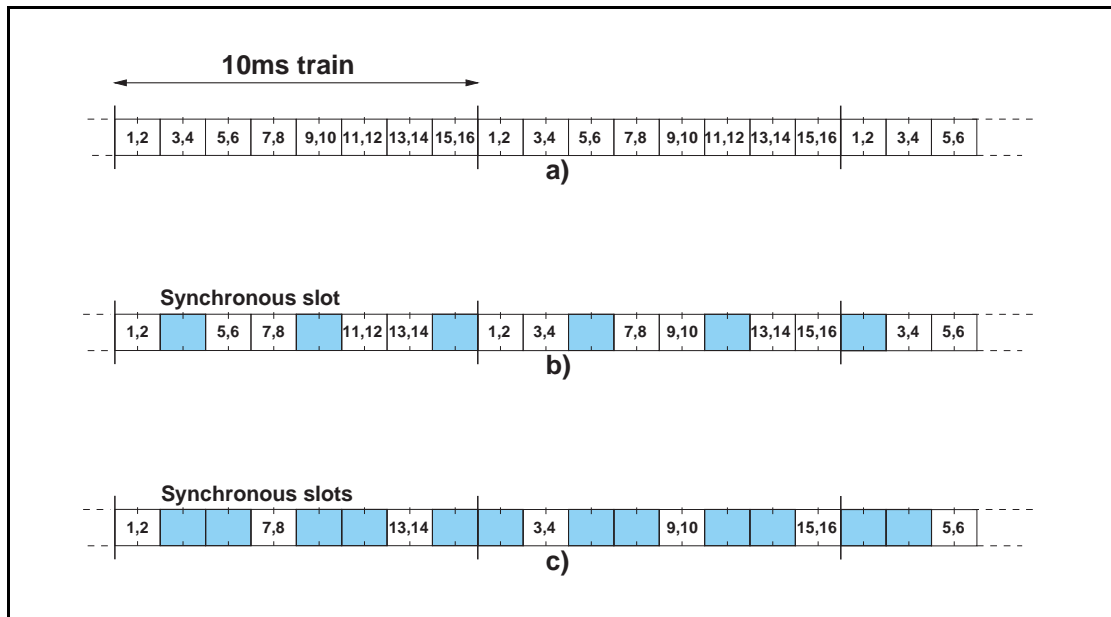 10ms train
1,2 3,4 5,6 7,8 9,10 11,12 13,14 15,16 1,2 3,4 5,6 7,8 9,10 11,12 13,14 15,16 1,2 3,4 5,6
a)
Synchronous slot
1,2 5,6 7,8 11,12 13,14 1,2 3,4 7,8 9,10 13,14 15,16 3,4 5,6
b)
Synchronous slots
1,2 7,8 13,14 3,4 9,10 15,16 5,6
c)